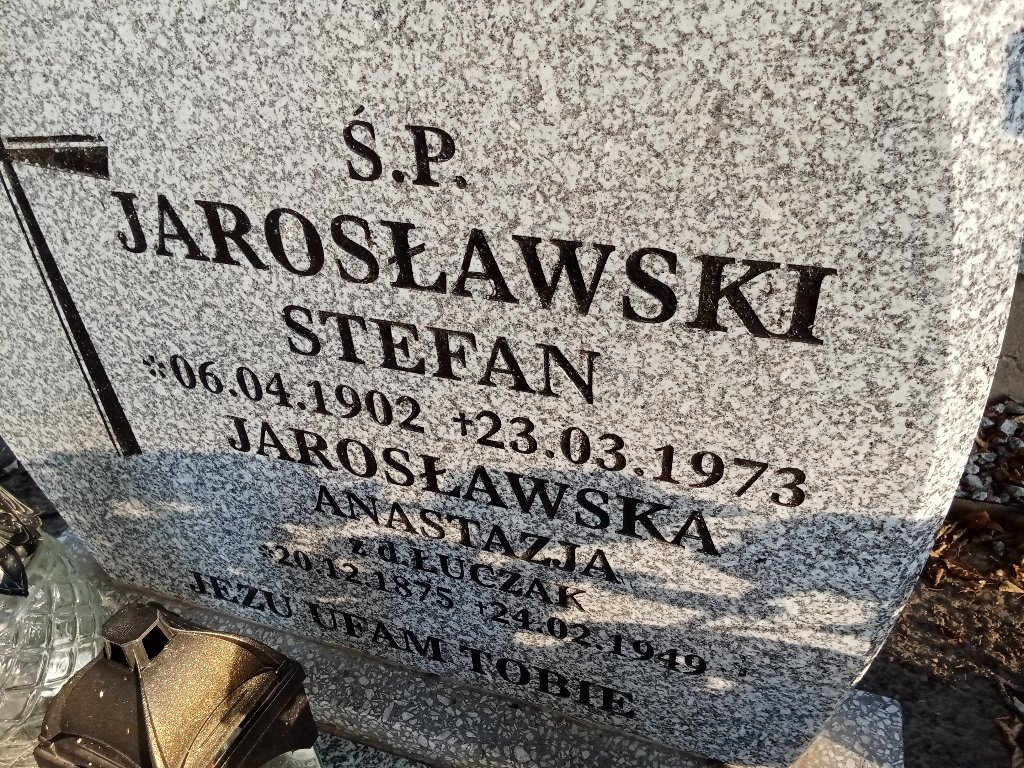 Ś.P.
JAROSŁAWSKI
STEFAN
*06.04.1902 †23.03.1973
JAROSŁAWSKA
ANASTAZJA
z d.ŁUCZAK
*20.12.1875 †24.02.1949
JEZU UFAM TOBIE